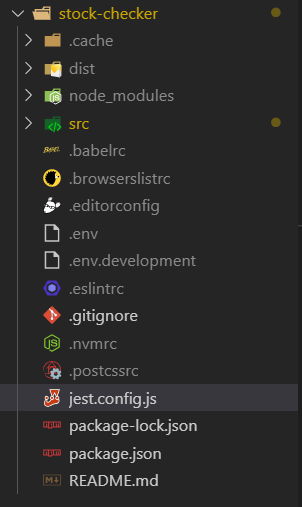 stock-checker
.cache
dist
node_modules
src
.babelrc
.browserslistrc
.editorconfig
.env
.env.development
.eslintrc
.gitignore
.nvmrc
.postcssrc
jest.config.js
package-lock.json
package.json
README.md